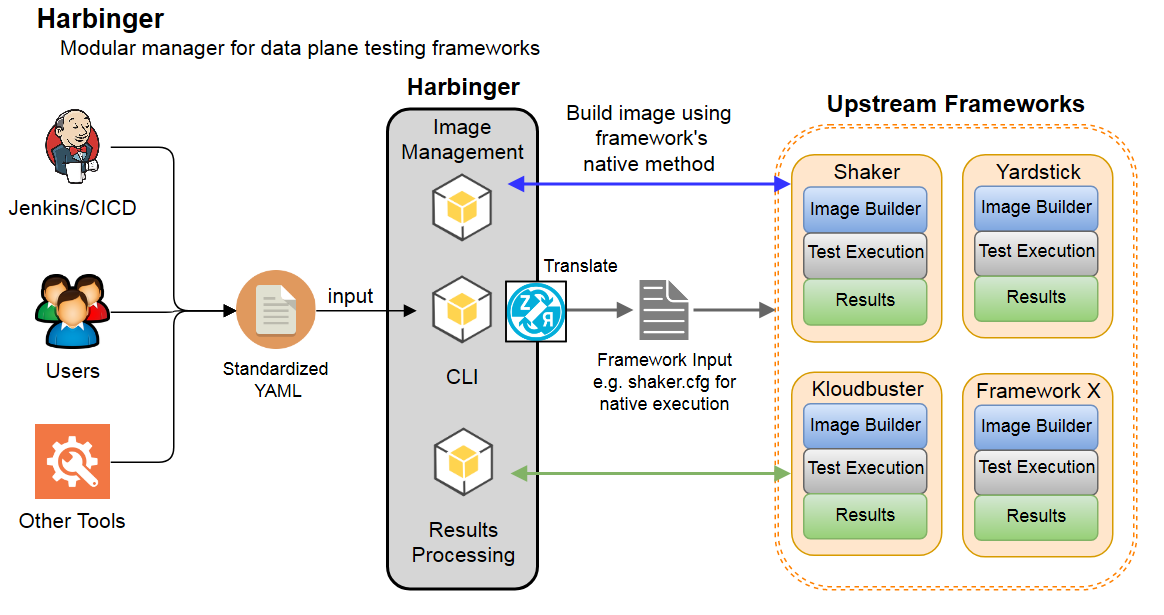 Harbinger
Modular manager for data plane testing frameworks
Jenkins/CICD
Users
Other Tools
Standardized
YAML
input
Harbinger
Image
Management
CLI
Results
Processing
Build image using
framework's
native method
Translate
Z
R
Framework Input
e.g. shaker.cfg for
native execution
Upstream Frameworks
Shaker
Image Builder
Test Execution
Results
Yardstick
Image Builder
Test Execution
Results
Kloudbuster
Image Builder
Test Execution
Results
Framework X
Image Builder
Test Execution
Results